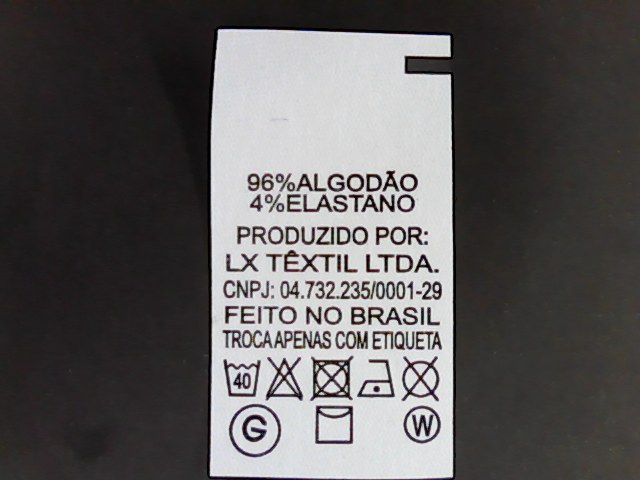 96%ALGODÃO
4%ELASTANO
PRODUZIDO POR:
LX TÊXTIL LTDA.
CNPJ: 04.732.235/0001-29
FEITO NO BRASIL
TROCA APENAS COM ETIQUETA
40
G W